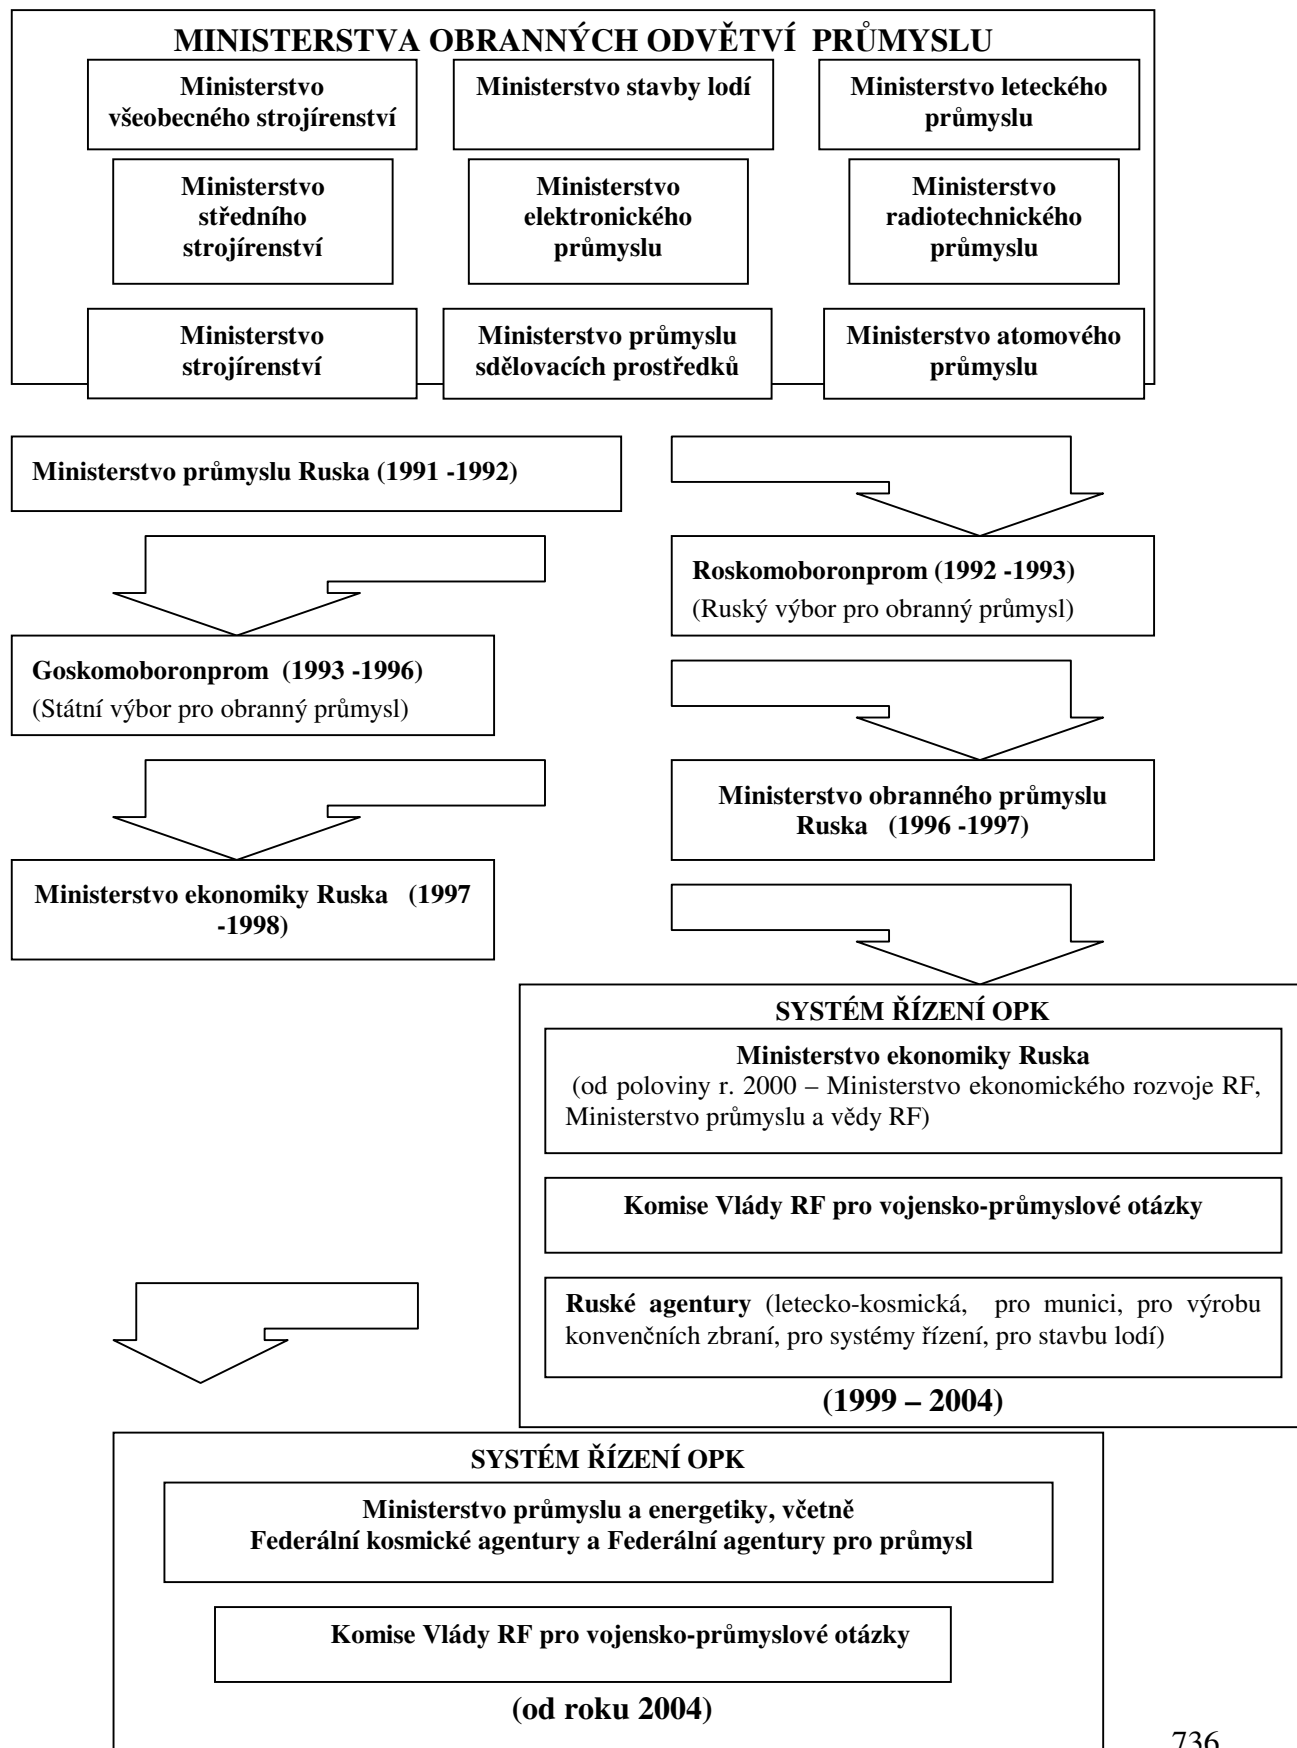 MINISTERSTVA OBRANNÝCH ODVĚTVÍ PRŮMYSLU
Ministerstvo
všeobecného strojírenství
Ministerstvo stavby lodí
Ministerstvo leteckého
průmyslu
Ministerstvo
středního
strojírenství
Ministerstvo
elektronického
průmyslu
Ministerstvo
radiotechnického
průmyslu
Ministerstvo
strojírenství
Ministerstvo průmyslu
sdělovacích prostředků
Ministerstvo atomového
průmyslu
Ministerstvo průmyslu Ruska (1991 -1992)
Roskomoboronprom (1992 -1993)
(Ruský výbor pro obranný průmysl)
Goskomoboronprom (1993 -1996)
(Státní výbor pro obranný průmysl)
Ministerstvo obranného průmyslu
Ruska (1996 -1997)
Ministerstvo ekonomiky Ruska (1997
-1998)
SYSTÉM ŘÍZENÍ OPK
Ministerstvo ekonomiky Ruska
(od poloviny r. 2000 – Ministerstvo ekonomického rozvoje RF,
Ministerstvo průmyslu a vědy RF)
Komise Vlády RF pro vojensko-průmyslové otázky
Ruské agentury (letecko-kosmická, pro munici, pro výrobu
konvenčních zbraní, pro systémy řízení, pro stavbu lodí)
(1999 – 2004)
SYSTÉM ŘÍZENÍ OPK
Ministerstvo průmyslu a energetiky, včetně
Federální kosmické agentury a Federální agentury pro průmysl
Komise Vlády RF pro vojensko-průmyslové otázky
(od roku 2004)
736